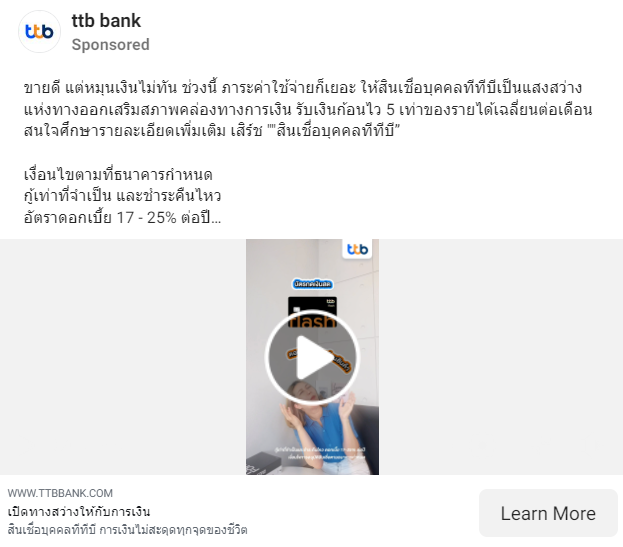 ttb
ttb bank
Sponsored
ขายดี แต่หมุนเงินไม่ทัน ช่วงนี้ ภาระค่าใช้จ่ายก็เยอะ ให้สินเชื่อบุคคลทีทีบีเป็นแสงสว่าง
แห่งทางออกเสริมสภาพคล่องทางการเงิน รับเงินก้อนไว 5 เท่าของรายได้เฉลี่ยนต่อเดือน
สนใจศึกษารายละเอียดเพิ่มเติม เสิร์ช ""สินเชื่อบุคคลทีทีบี”
เงื่อนไขตามที่ธนาคารกำหนด
กู้เท่าที่จำเป็น และชำระคืนไหว
อัตราดอกเบี้ย 17 - 25% ต่อปี...
ttb
บัตรกดเงินสด
ttb
flash
WWW.TTBBANK.COM
เปิดทางสว่างให้กับการเงิน
สินเชื่อบุคคลทีทีบี การเงินไม่สะดุดทุกจุดของชีวิต
Learn More